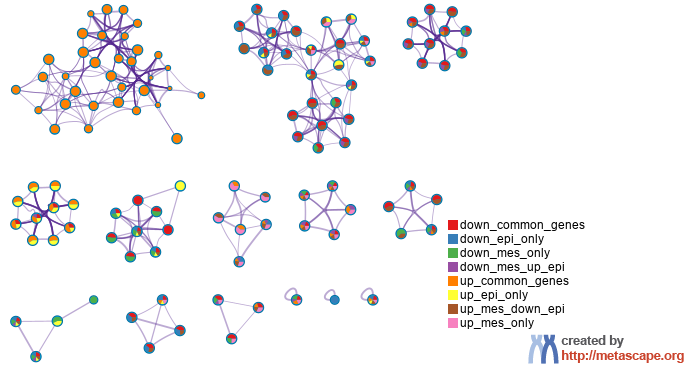 down_common_genes
down_epi_only
down_mes_only
down_mes_up_epi
up_common_genes
up_epi_only
up_mes_down_epi
up_mes_only
created by
http://metascape.org